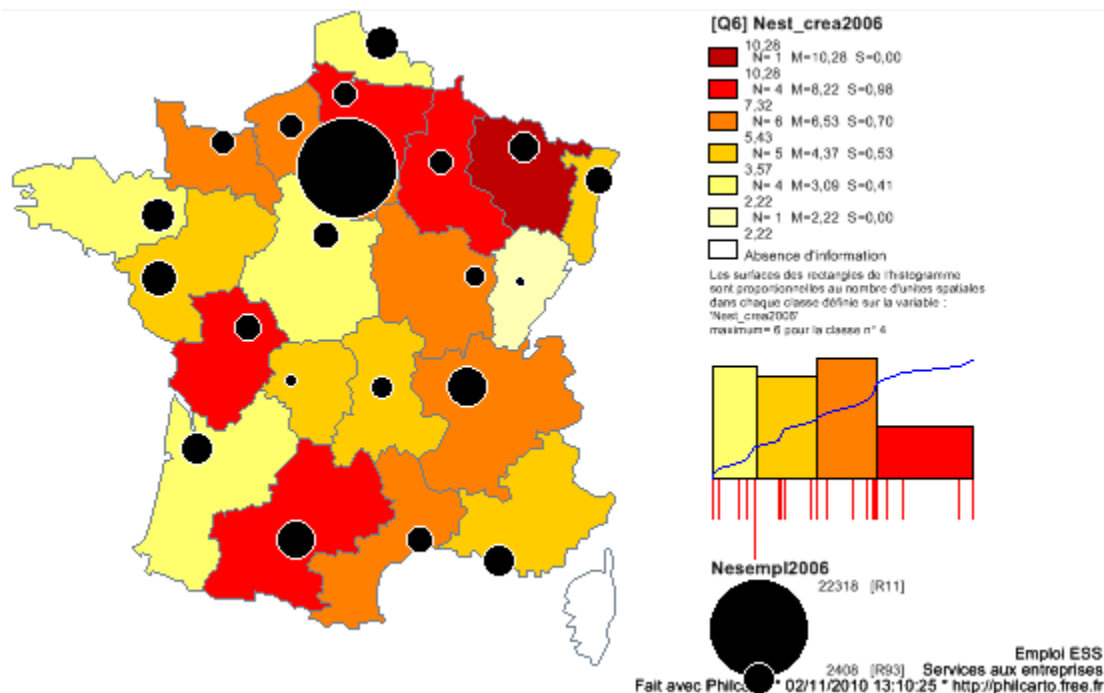 [Q6] Nest_crea2006
10,28
N= 1 M=10,28 S=0,00
10,28
N= 4 M=8,22 S=0,98
7,32
N= 6 M=6,53 S=0,70
5,43
N= 5 M=4,37 S=0,53
3,57
N= 4 M=3,09 S=0,41
2,22
N= 1 M=2,22 S=0,00
2,22
Absence d'information
Les surfaces des rectangles de l'histogramme
sont proportionnelles au nombre d'unites spatiales
dans chaque classe définie sur la variable :
'Nest_crea2006'
maximum= 6 pour la classe n° 4
Nesempl2006
22318 [R11]
Emploi ESS
2408 [R93] Services aux entreprises
Fait avec * 02/11/2010 13:10:25 * http://philcarto.free.fr